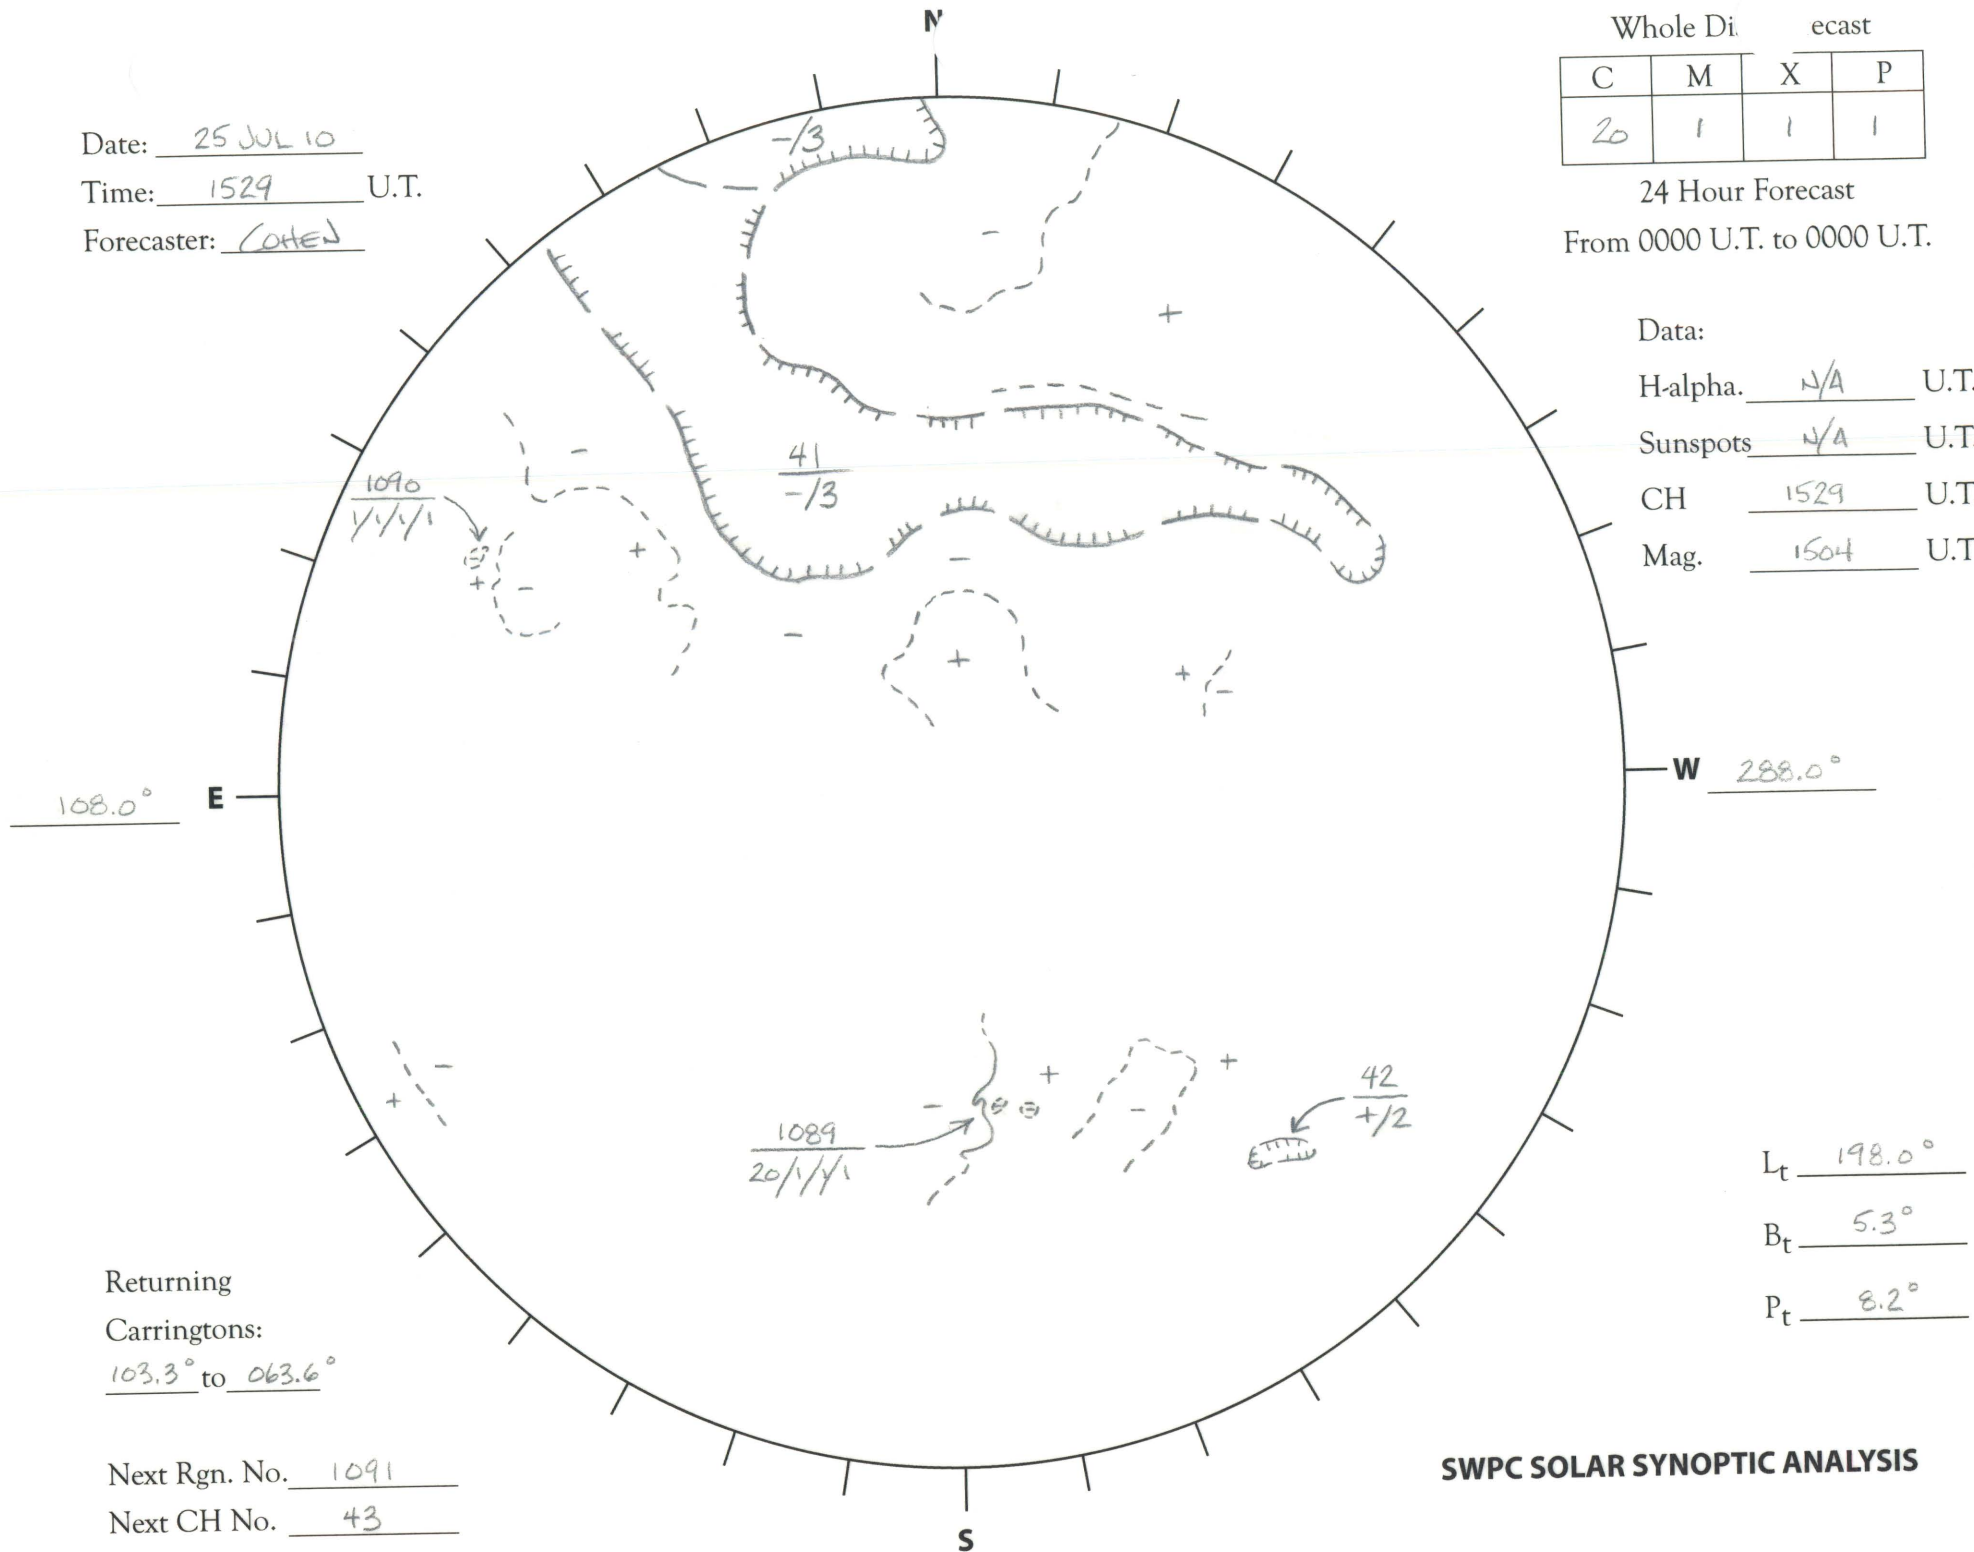 N
Whole Di ecast
C M X P
20 1 1 1
24 Hour Forecast
From 0000 U.T. to 0000 U.T.
Date: 25 JUL 10
Time: 1529 U.T.
Forecaster: COHEN
Data:
H-alpha. N/A U.T.
Sunspots N/A U.T.
CH 1529 U.T
Mag. 1504 U.T
-/3
-
+
41
-/3
-
1090
1/1/1/1
+
+
-
-
-
+
+
-
108.0° E
W 288.0°
-
+
-
+
-
+
1089
20/1/1/1
42
+/2
Lt 198.0°
Bt 5.3°
Pt 8.2°
Returning
Carringtons:
103.3° to 063.6°
Next Rgn. No. 1091
Next CH No. 43
S
SWPC SOLAR SYNOPTIC ANALYSIS